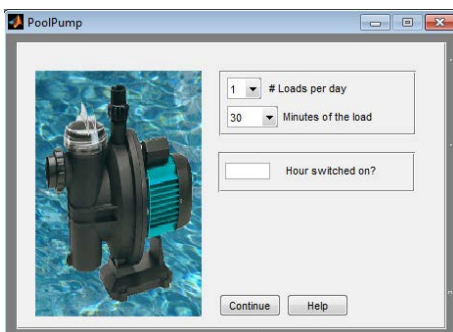 PoolPump
1 # Loads per day
30 Minutes of the load
Hour switched on?
Continue Help